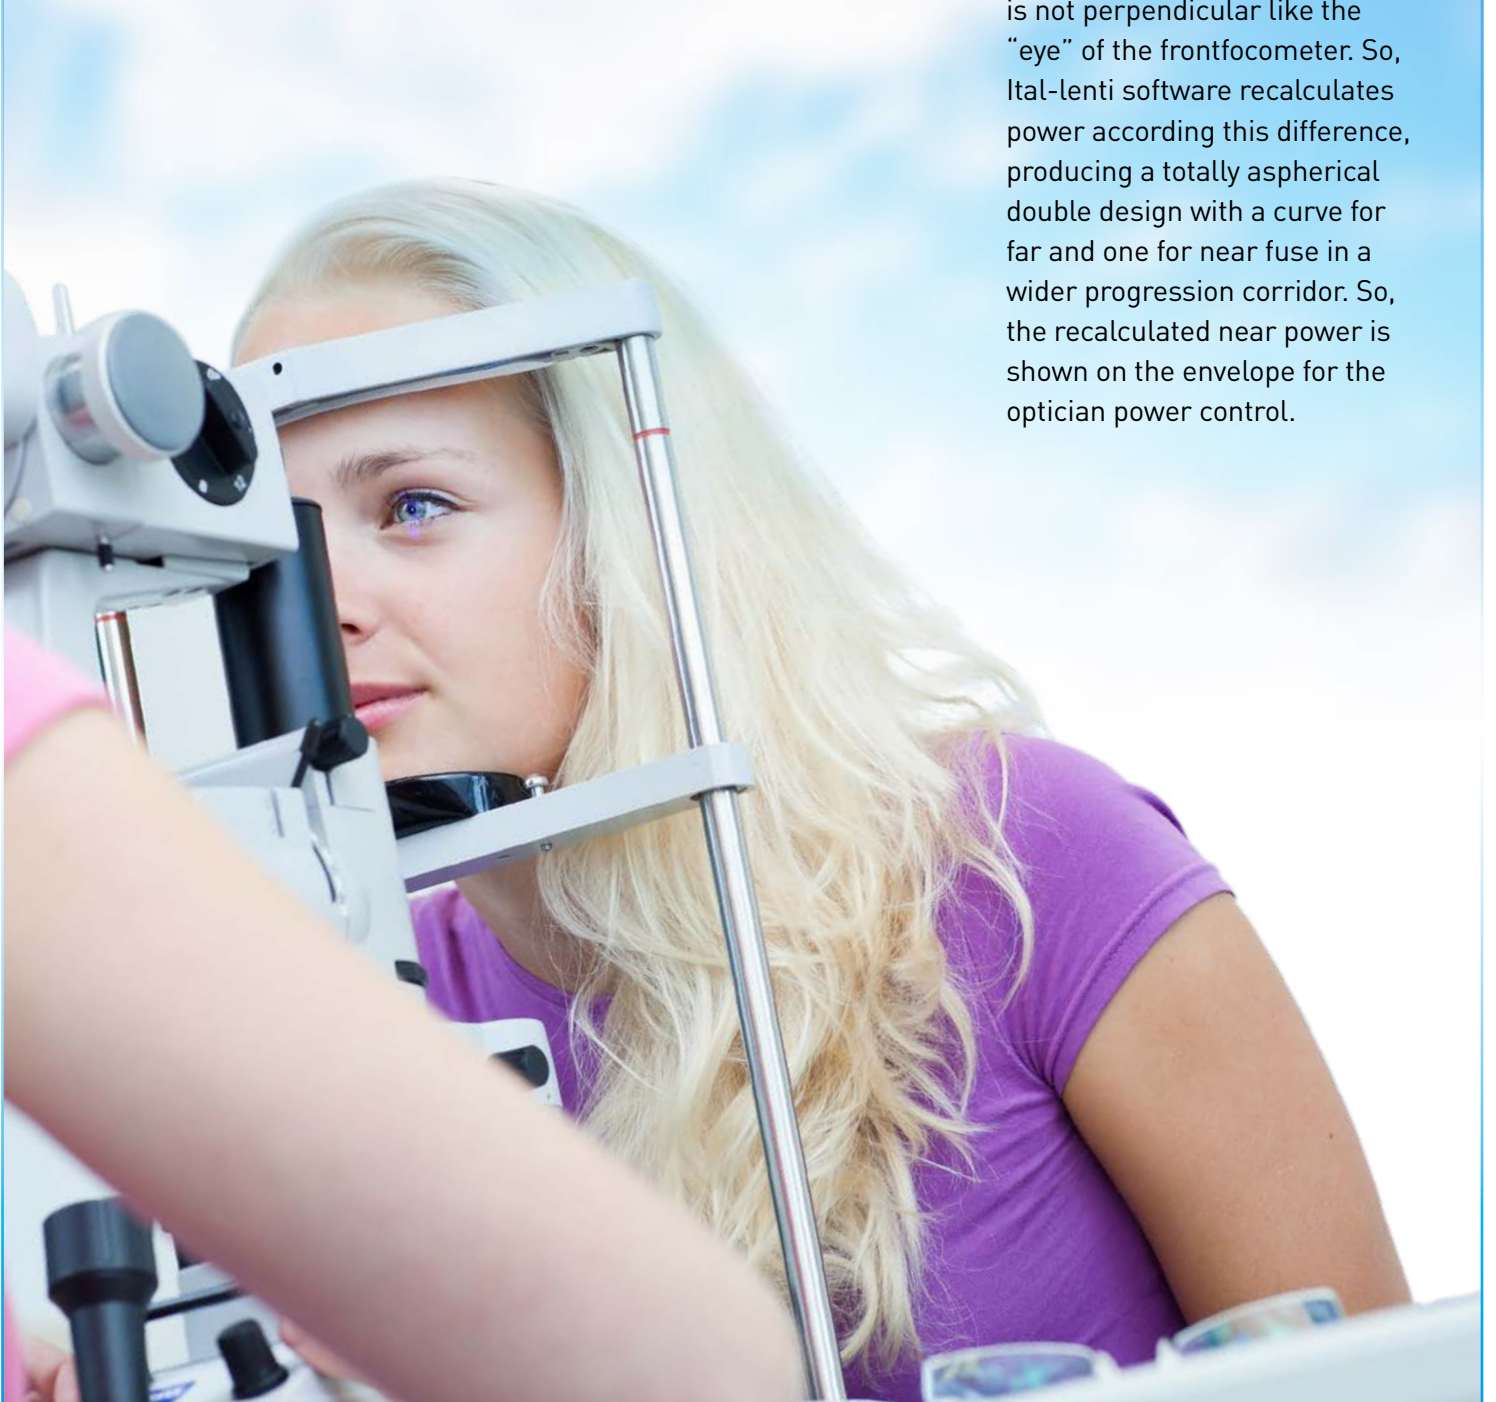 is not perpendicular like the
“eye” of the frontfocometer. So,
Ital-lenti software recalculates
power according this difference,
producing a totally aspherical
double design with a curve for
far and one for near fuse in a
wider progression corridor. So,
the recalculated near power is
shown on the envelope for the
optician power control.